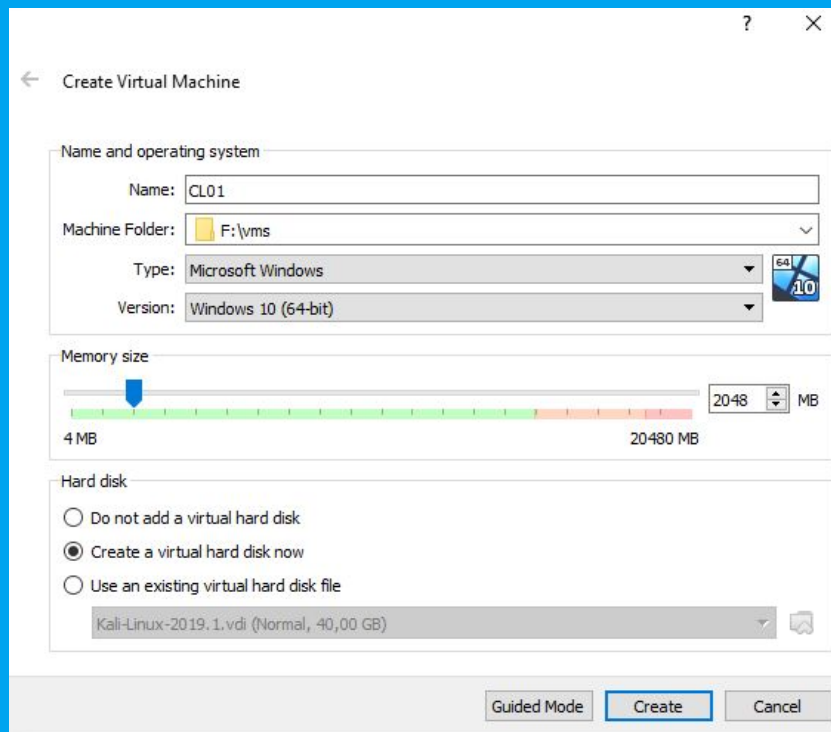 ?
Create Virtual Machine
Name and operating system
Name: CL01
Machine Folder: F:\vms
Type: Microsoft Windows
64
10
Version: Windows 10 (64-bit)
Memory size
2048 MB
4 MB 20480 MB
Hard disk
Do not add a virtual hard disk
Create a virtual hard disk now
Use an existing virtual hard disk file
Kali-Linux-2019.1.vdi (Normal, 40,00 GB)
Guided Mode Create Cancel